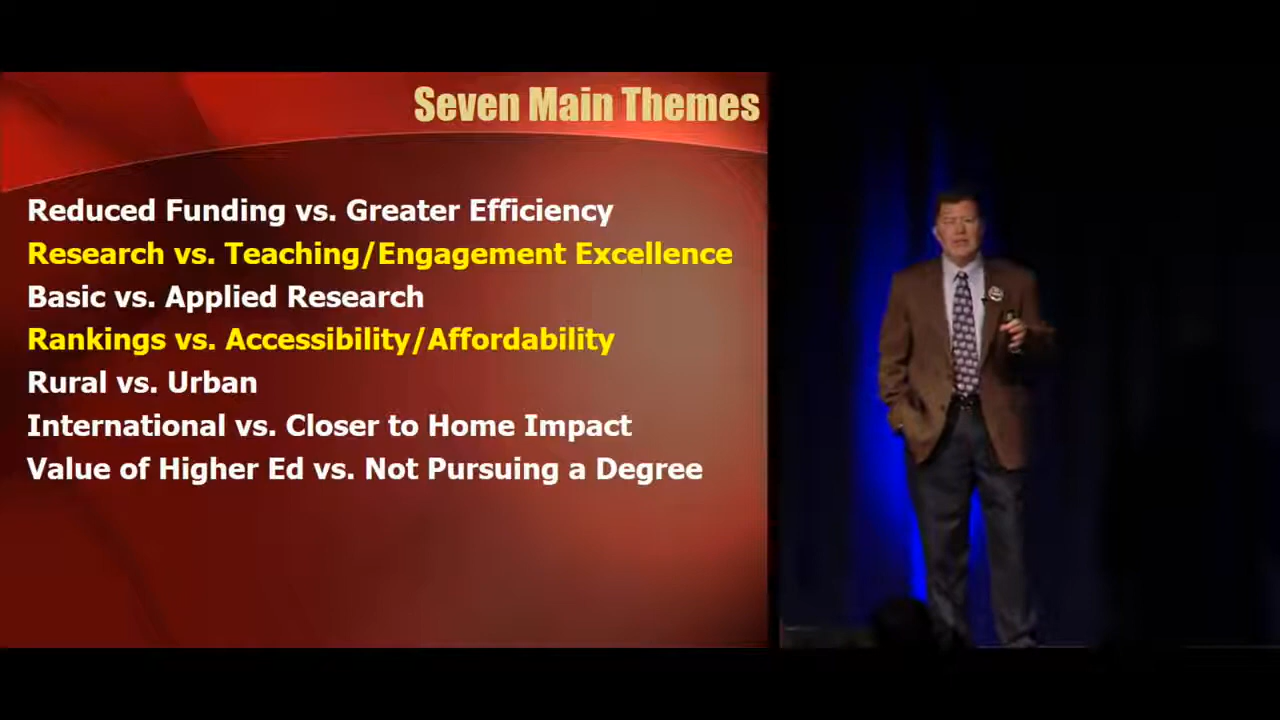 Seven Main Themes
Reduced Funding vs. Greater Efficiency
Research vs. Teaching/Engagement Excellence
Basic vs. Applied Research
Rankings vs. Accessibility/Affordability
Rural vs. Urban
International vs. Closer to Home Impact
Value of Higher Ed vs. Not Pursuing a Degree